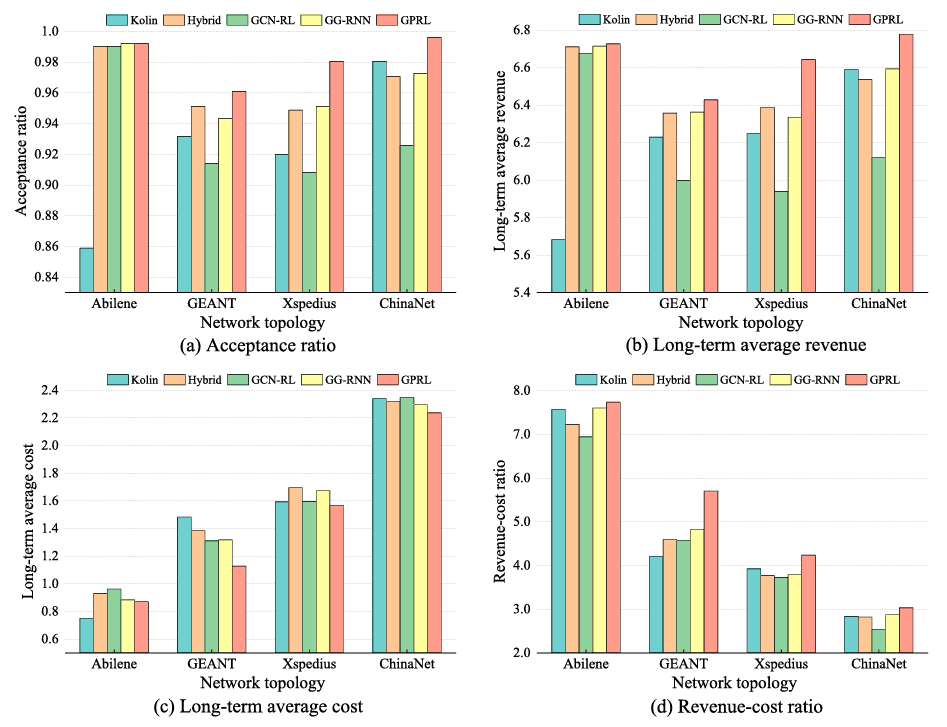 Kolin Hybrid GCN-RL GG-RNN GPRL
1.0
0.98
0.96
0.94
0.92
0.90
0.88
0.86
0.84
Acceptance ratio
Abilene GEANT Xspedius ChinaNet
Network topology
(a) Acceptance ratio
Kolin Hybrid GCN-RL GG-RNN GPRL
6.8
6.6
6.4
6.2
6.0
5.8
5.6
5.4
Long-term average revenue
Abilene GEANT Xspedius ChinaNet
Network topology
(b) Long-term average revenue
Kolin Hybrid GCN-RL GG-RNN GPRL
2.4
2.2
2.0
1.8
1.6
1.4
1.2
1.0
0.8
0.6
Long-term average cost
Abilene GEANT Xspedius ChinaNet
Network topology
(c) Long-term average cost
Kolin Hybrid GCN-RL GG-RNN GPRL
8.0
7.0
6.0
5.0
4.0
3.0
2.0
Revenue-cost ratio
Abilene GEANT Xspedius ChinaNet
Network topology
(d) Revenue-cost ratio